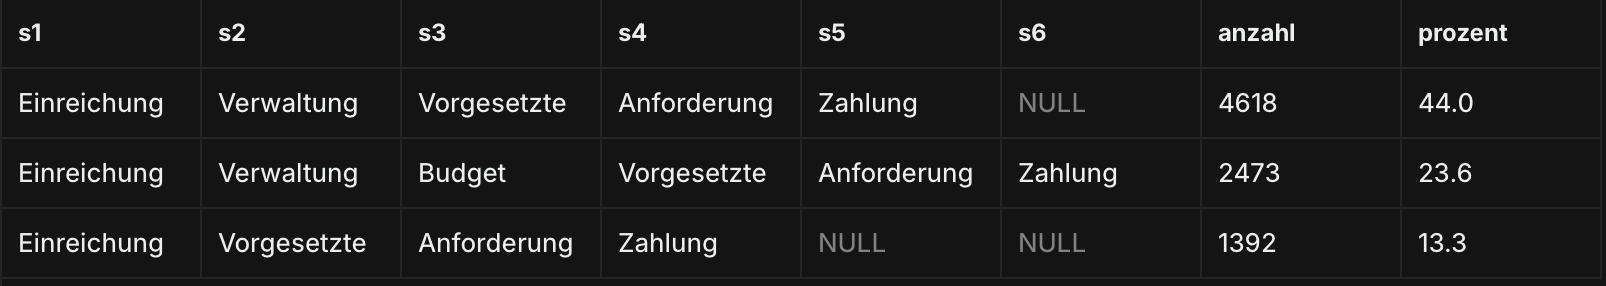 s1 s2 s3 s4 s5 s6 anzahl prozent
Einreichung Verwaltung Vorgesetzte Anforderung Zahlung NULL 4618 44.0
Einreichung Verwaltung Budget Vorgesetzte Anforderung Zahlung 2473 23.6
Einreichung Vorgesetzte Anforderung Zahlung NULL NULL 1392 13.3